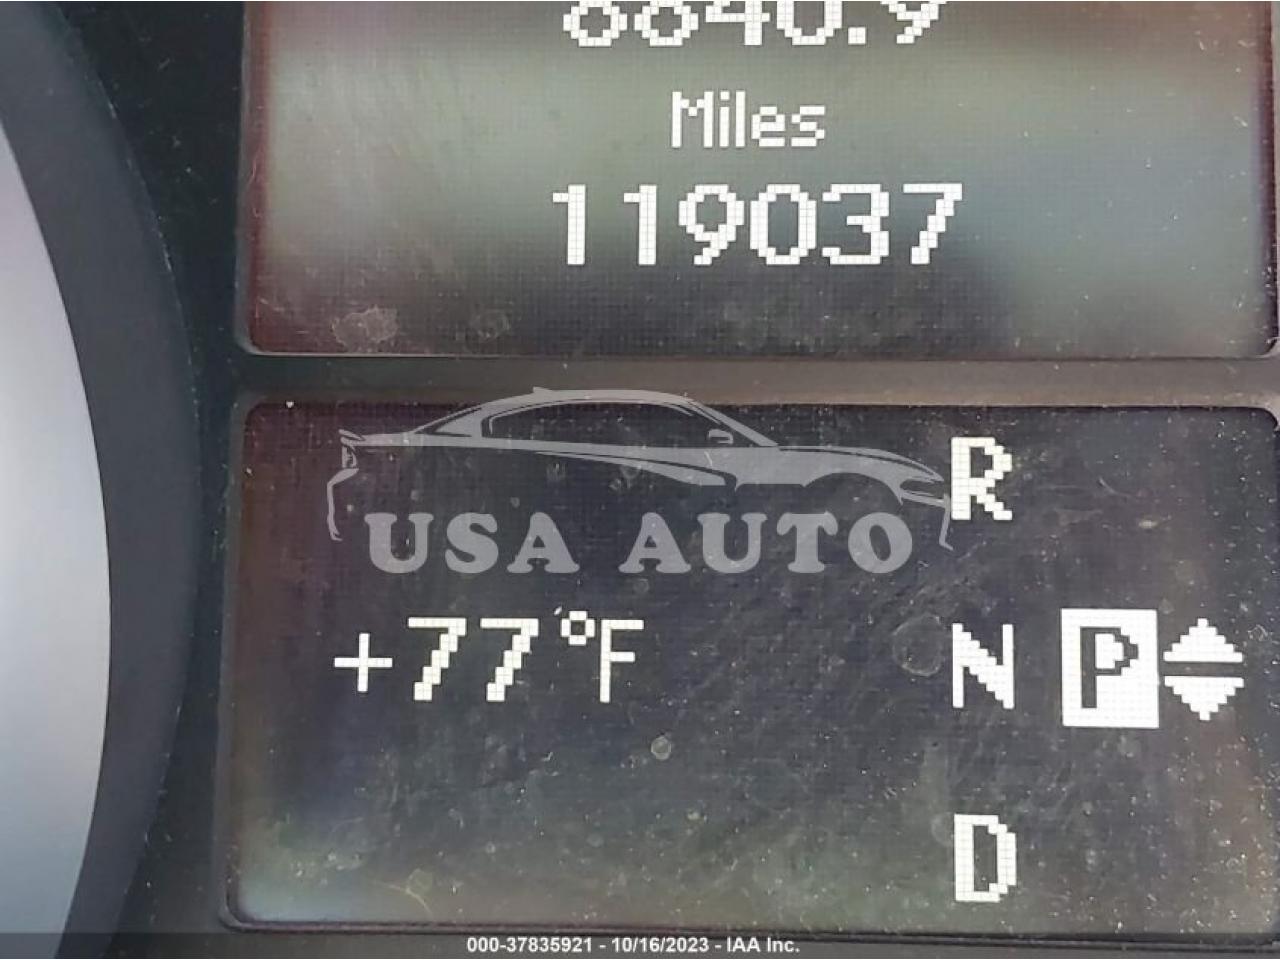 Miles
119037
USA AUTO
R
+77°F
N P
D
000-37835921 - 10/16/2023 - IAA Inc.